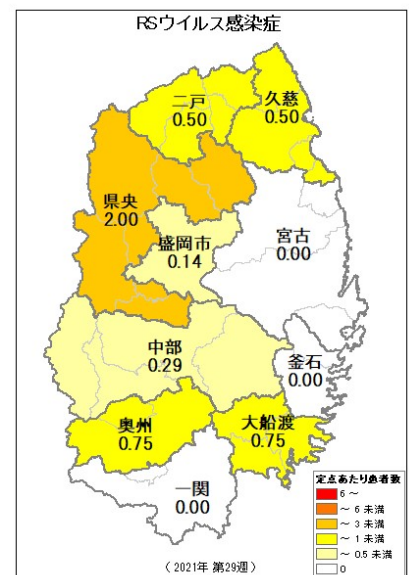 RSウイルス感染症
二戸
0.50
久慈
0.50
県央
2.00
盛岡市
0.14
宮古
0.00
中部
0.29
釜石
0.00
奥州
0.75
大船渡
0.75
一関
0.00
定点あたり患者数
6 ～
～ 6 未満
～ 3 未満
～ 1 未満
～ 0.5 未満
0
（ 2021年 第29週 ）